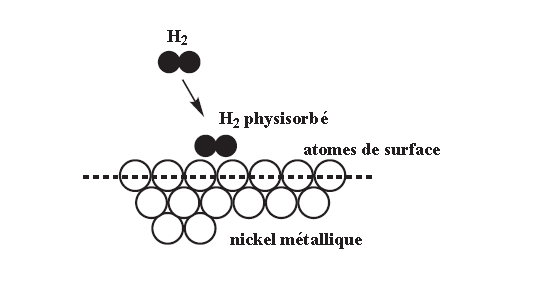 H₂
H₂ physisorbé
atomes de surface
nickel métallique